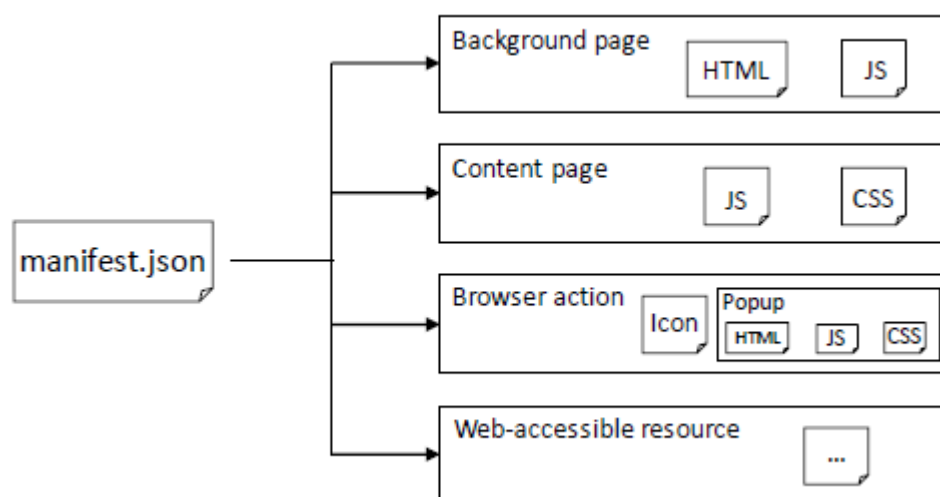 Background page
HTML
JS
Content page
JS
CSS
manifest.json
Browser action
Icon
Popup
HTML
JS
CSS
Web-accessible resource
...